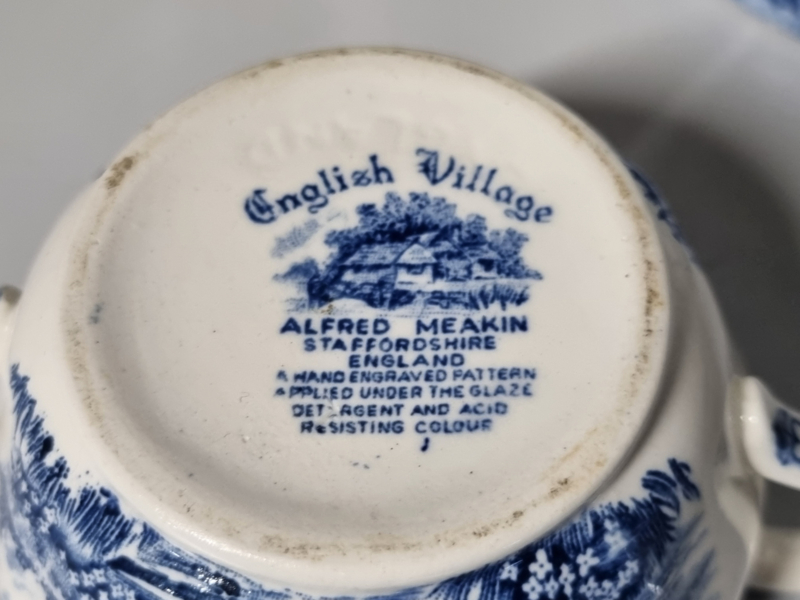 English Village
ALFRED MEAKIN
STAFFORDSHIRE
ENGLAND
A HAND ENGRAVED PATTERN
APPLIED UNDER THE GLAZE
DETERGENT AND ACID
RESISTING COLOUR